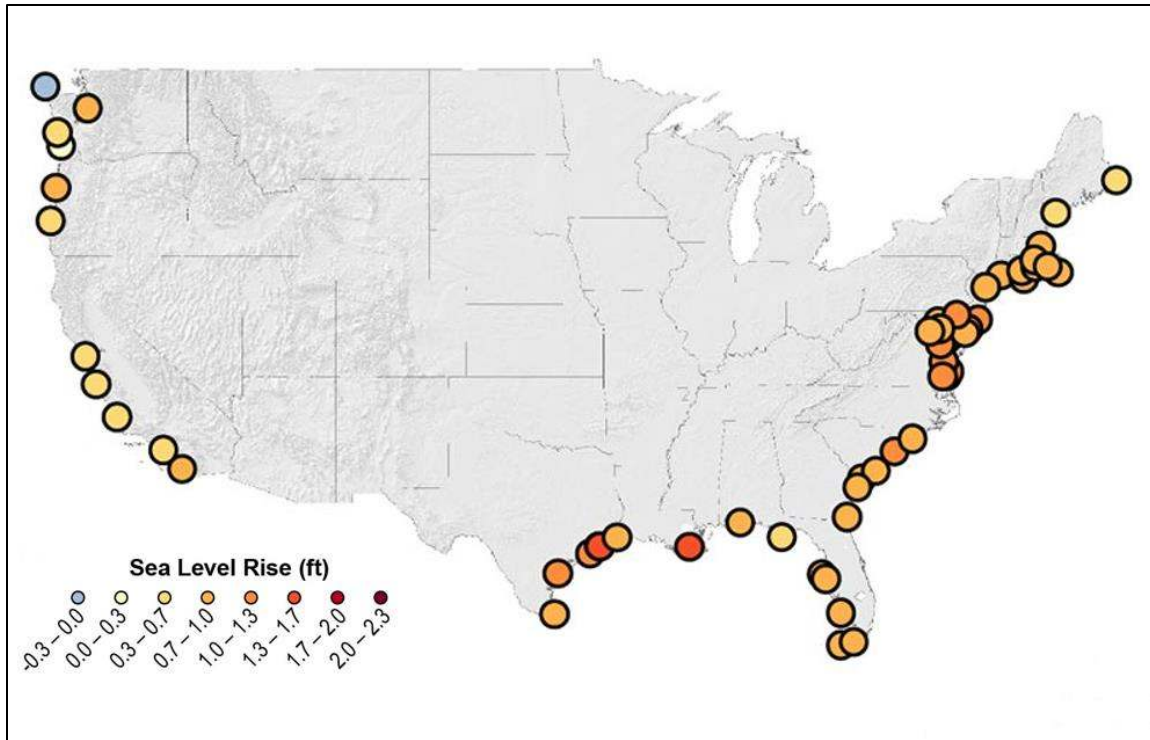 Sea Level Rise (ft)
-0.3 – 0.0
0.0 – 0.3
0.3 – 0.7
0.7 – 1.0
1.0 – 1.3
1.3 – 1.7
1.7 – 2.0
2.0 – 2.3